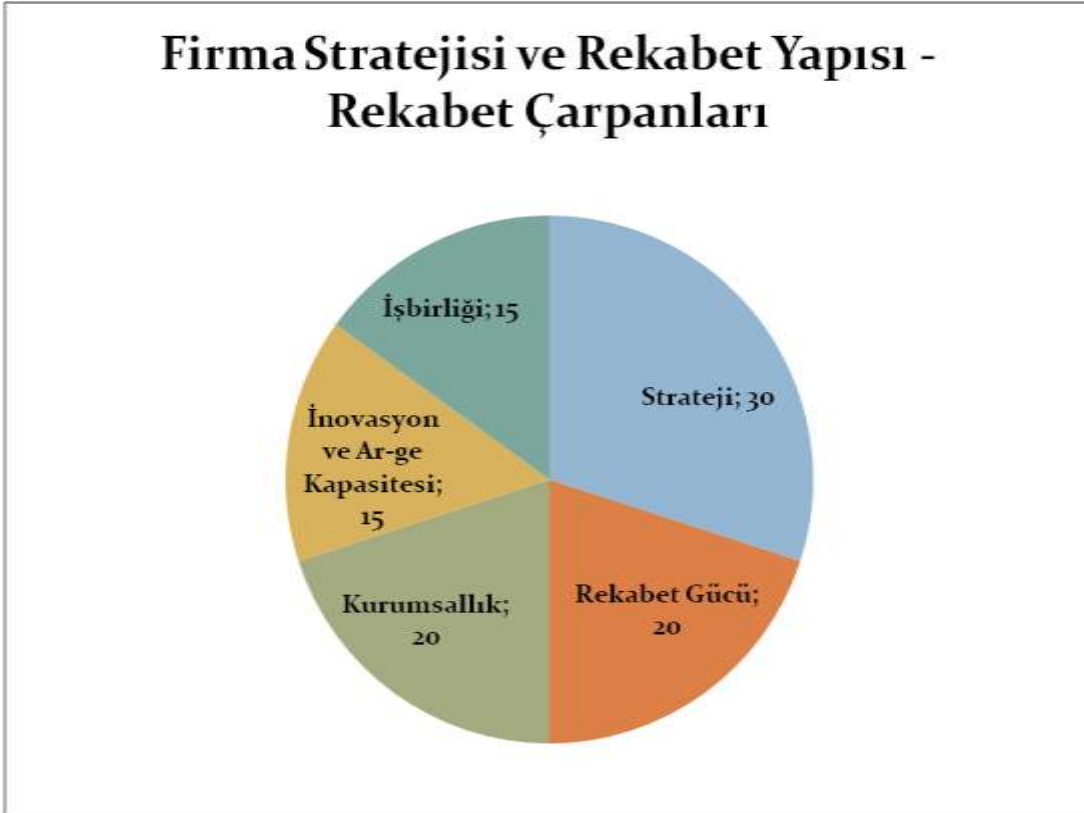 Firma Stratejisi ve Rekabet Yapısı -
Rekabet Çarpanları
İşbirliği; 15
Strateji; 30
İnovasyon
ve Ar-ge
Kapasitesi;
15
Rekabet Gücü;
20
Kurumsallık;
20